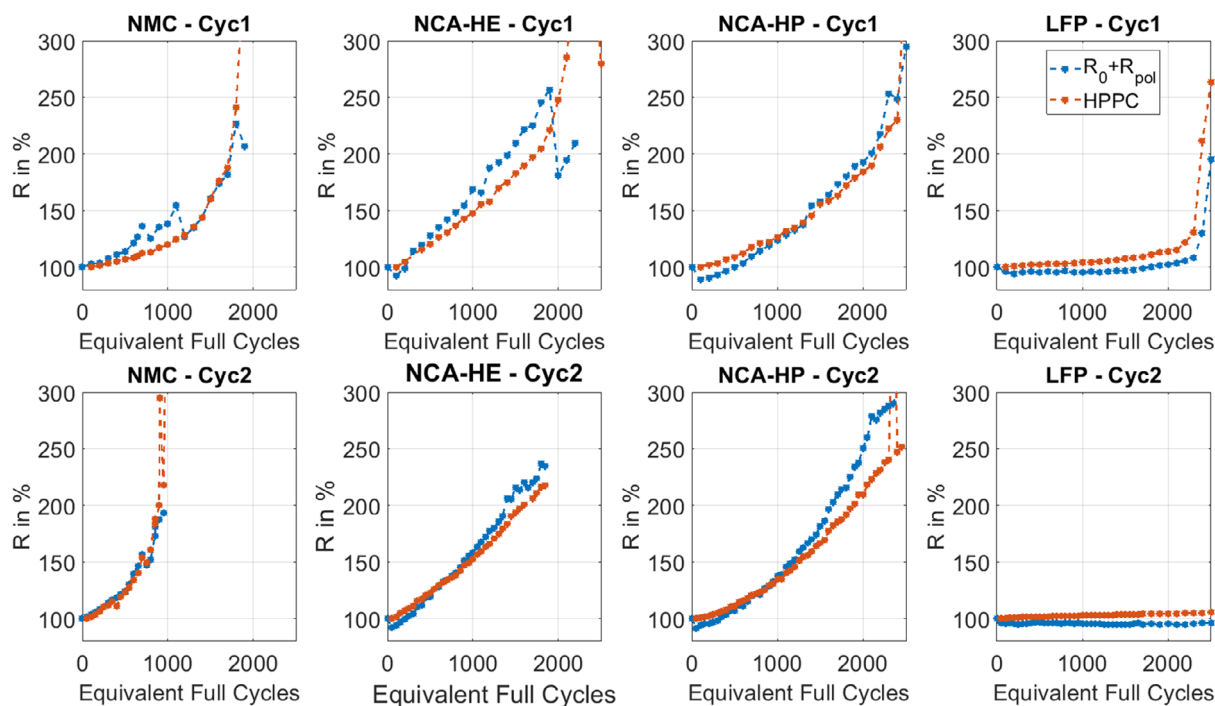 NMC - Cyc1
300
250
200
150
100
R in %
0
1000
2000
Equivalent Full Cycles
NCA-HE - Cyc1
300
250
200
150
100
R in %
0
1000
2000
Equivalent Full Cycles
NCA-HP - Cyc1
300
250
200
150
100
R in %
0
1000
2000
Equivalent Full Cycles
LFP - Cyc1
300
250
200
150
100
R in %
R0+Rpol
HPPC
0
1000
2000
Equivalent Full Cycles
NMC - Cyc2
300
250
200
150
100
R in %
0
1000
2000
Equivalent Full Cycles
NCA-HE - Cyc2
300
250
200
150
100
R in %
0
1000
2000
Equivalent Full Cycles
NCA-HP - Cyc2
300
250
200
150
100
R in %
0
1000
2000
Equivalent Full Cycles
LFP - Cyc2
300
250
200
150
100
R in %
0
1000
2000
Equivalent Full Cycles